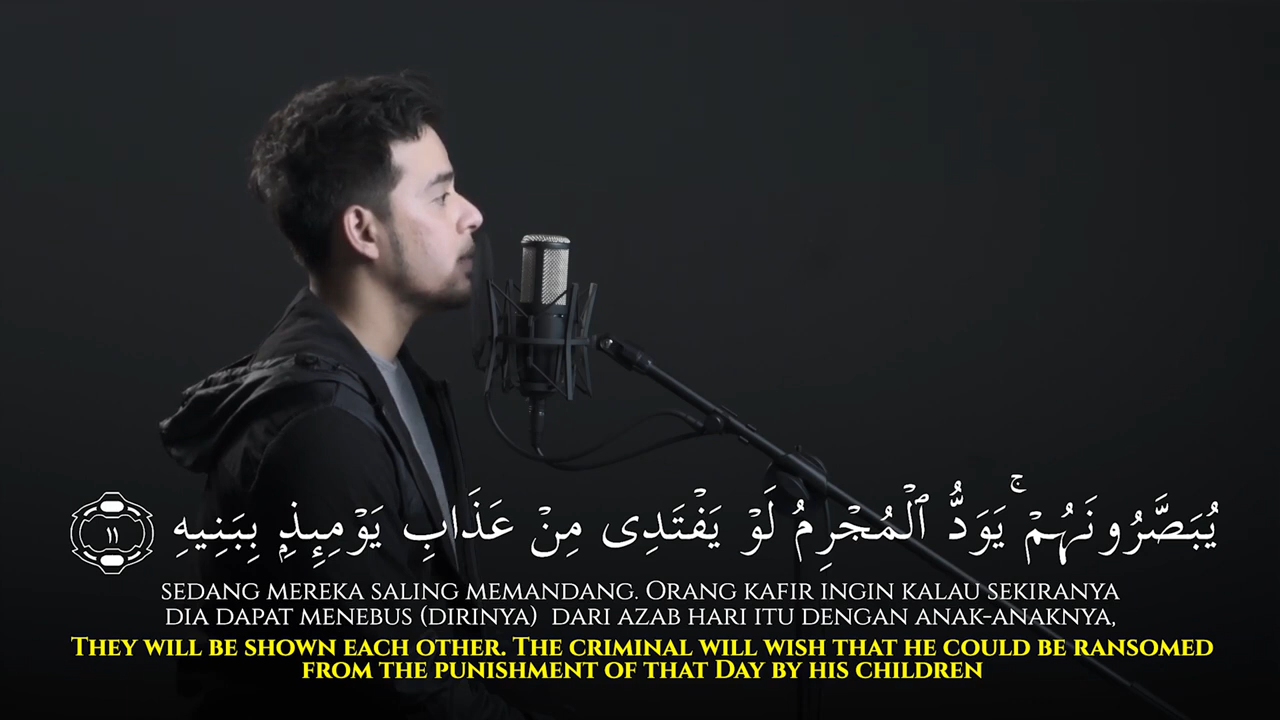 يُبَصَّرُونَهُمْ ۚ يَوَدُّ ٱلْمُجْرِمُ لَوْ يَفْتَدِى مِنْ عَذَابِ يَوْمِئِذٍۭ بِبَنِيهِ ١١
SEDANG MEREKA SALING MEMANDANG. ORANG KAFIR INGIN KALAU SEKIRANYA
DIA DAPAT MENEBUS (DIRINYA) DARI AZAB HARI ITU DENGAN ANAK-ANAKNYA,
THEY WILL BE SHOWN EACH OTHER. THE CRIMINAL WILL WISH THAT HE COULD BE RANSOMED
FROM THE PUNISHMENT OF THAT DAY BY HIS CHILDREN